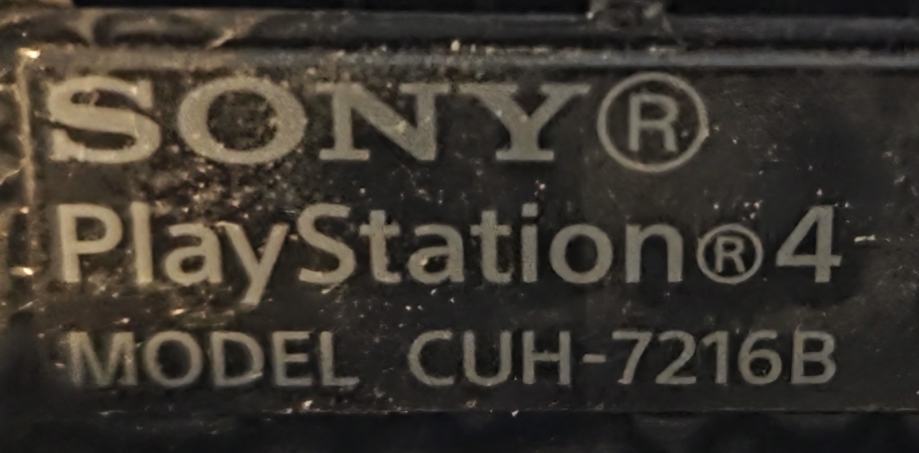 SONY®
PlayStation®4
MODEL CUH-7216B